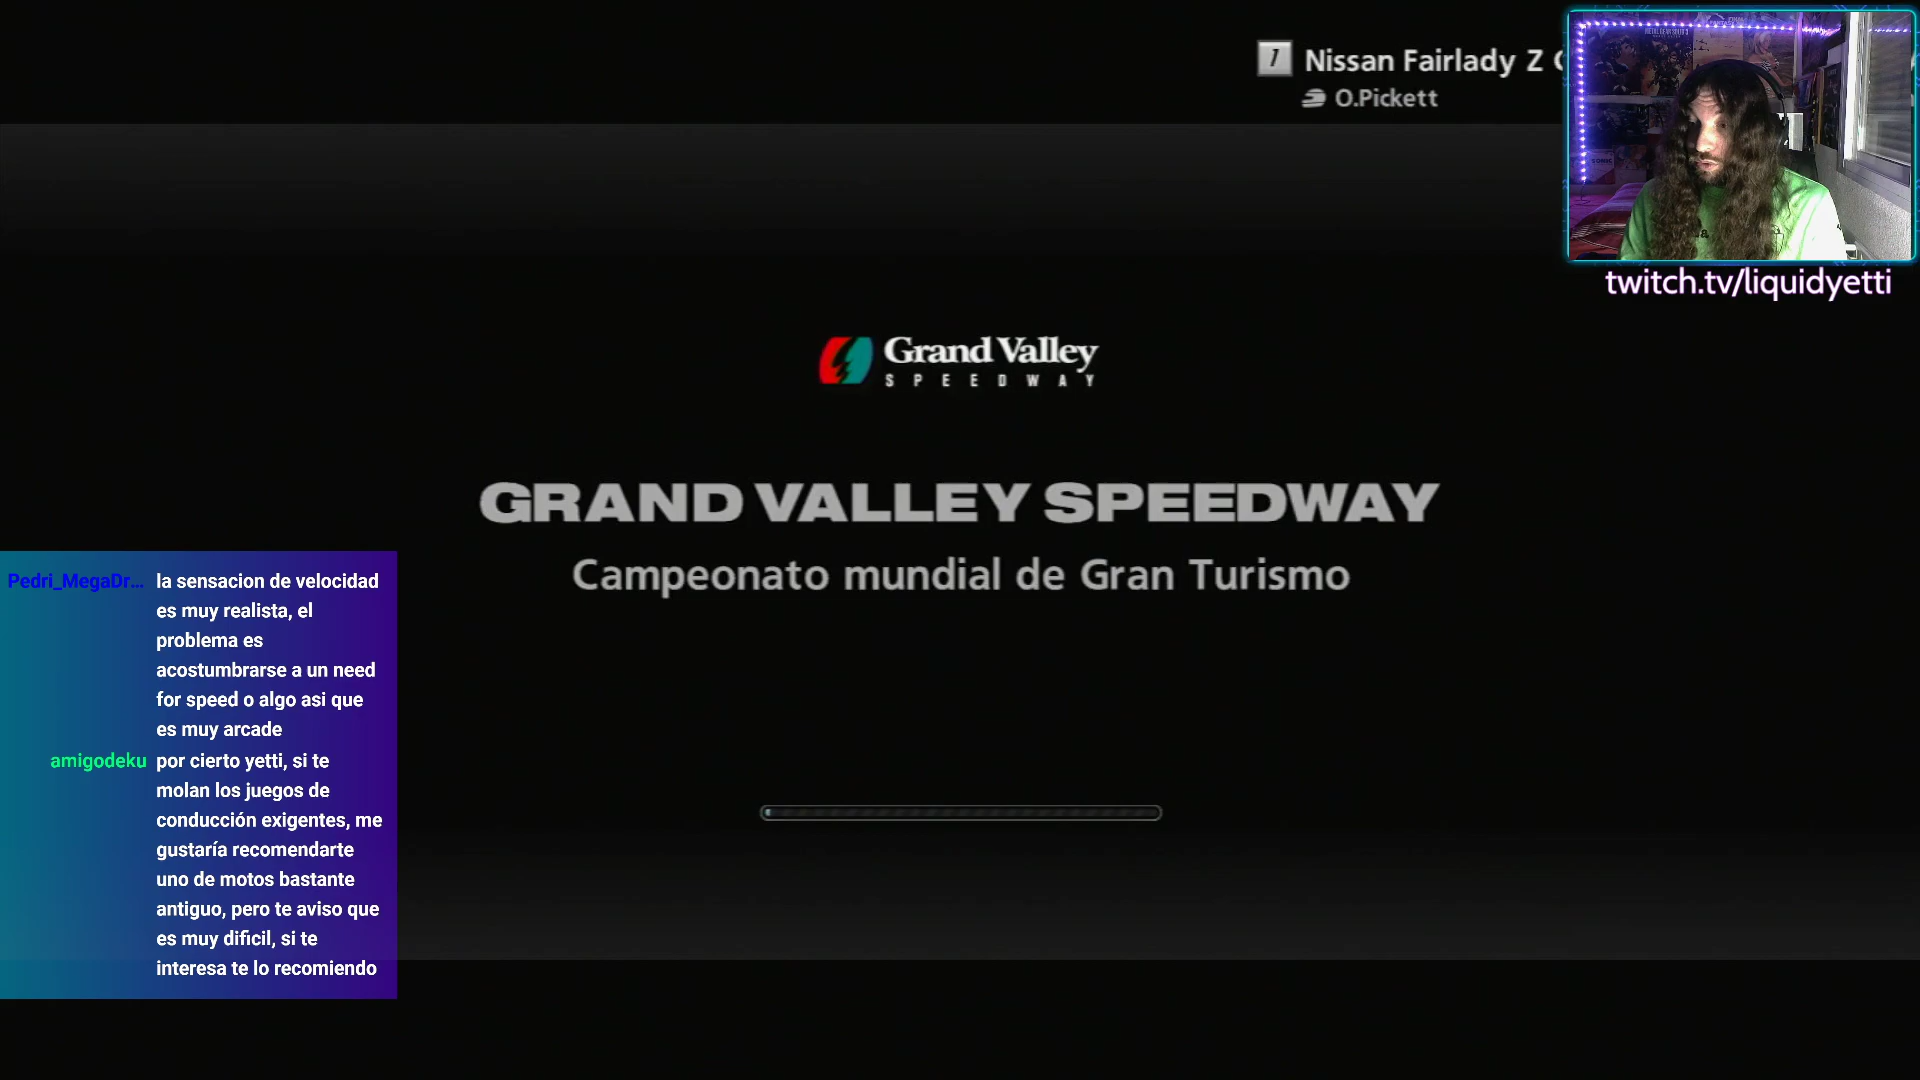 1 Nissan Fairlady Z
O.Pickett
twitch.tv/liquidyetti
Grand Valley
SPEEDWAY
GRAND VALLEY SPEEDWAY
Campeonato mundial de Gran Turismo
Pedri_MegaDr... la sensacion de velocidad
es muy realista, el
problema es
acostumbrarse a un need
for speed o algo asi que
es muy arcade
amigodeku por cierto yetti, si te
molan los juegos de
conducción exigentes, me
gustaría recomendarte
uno de motos bastante
antiguo, pero te aviso que
es muy dificil, si te
interesa te lo recomiendo